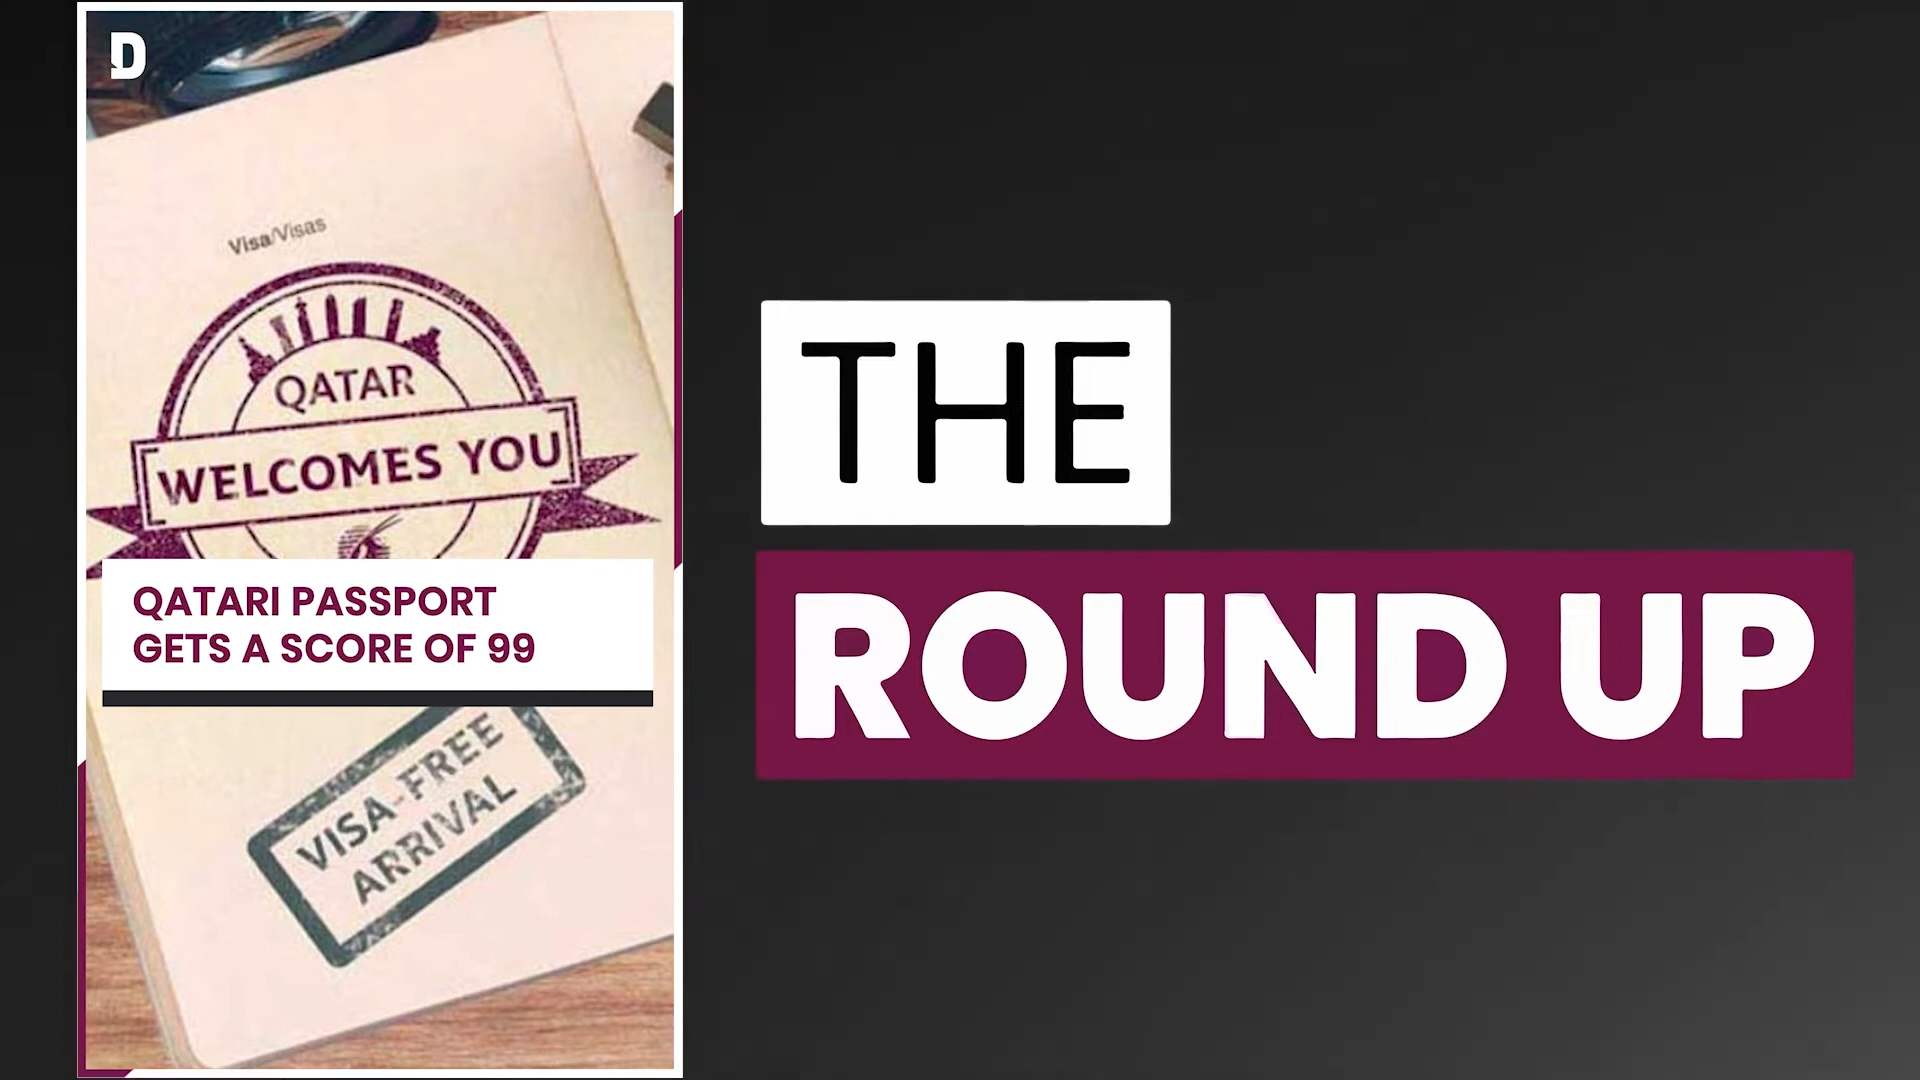 D
Visa/Visas
QATAR
WELCOMES YOU
QATARI PASSPORT
GETS A SCORE OF 99
VISA-FREE
ARRIVAL
THE
ROUND UP